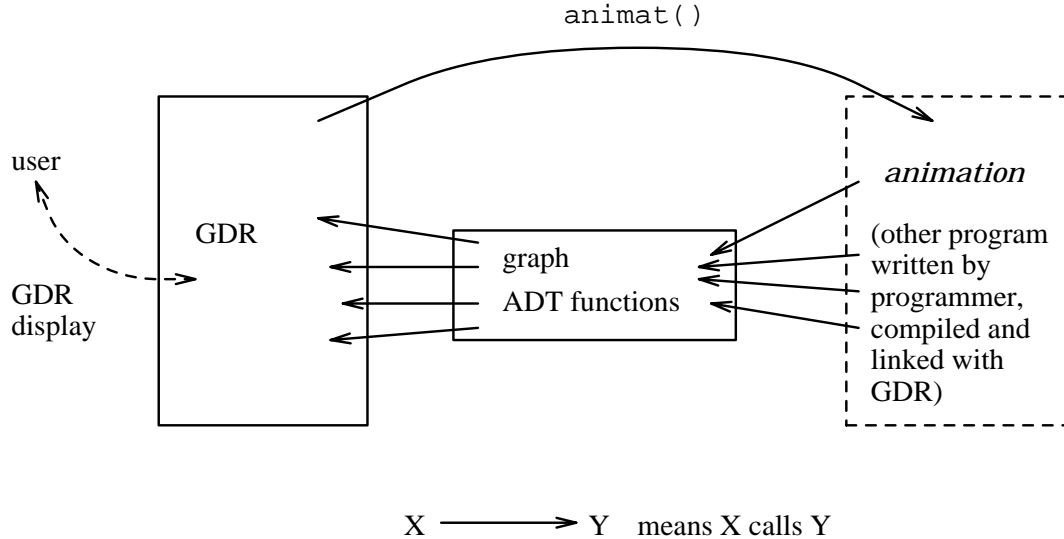 animat()
user
GDR
display
GDR
graph
ADT functions
animation
(other program
written by
programmer,
compiled and
linked with
GDR)
X Y means X calls Y